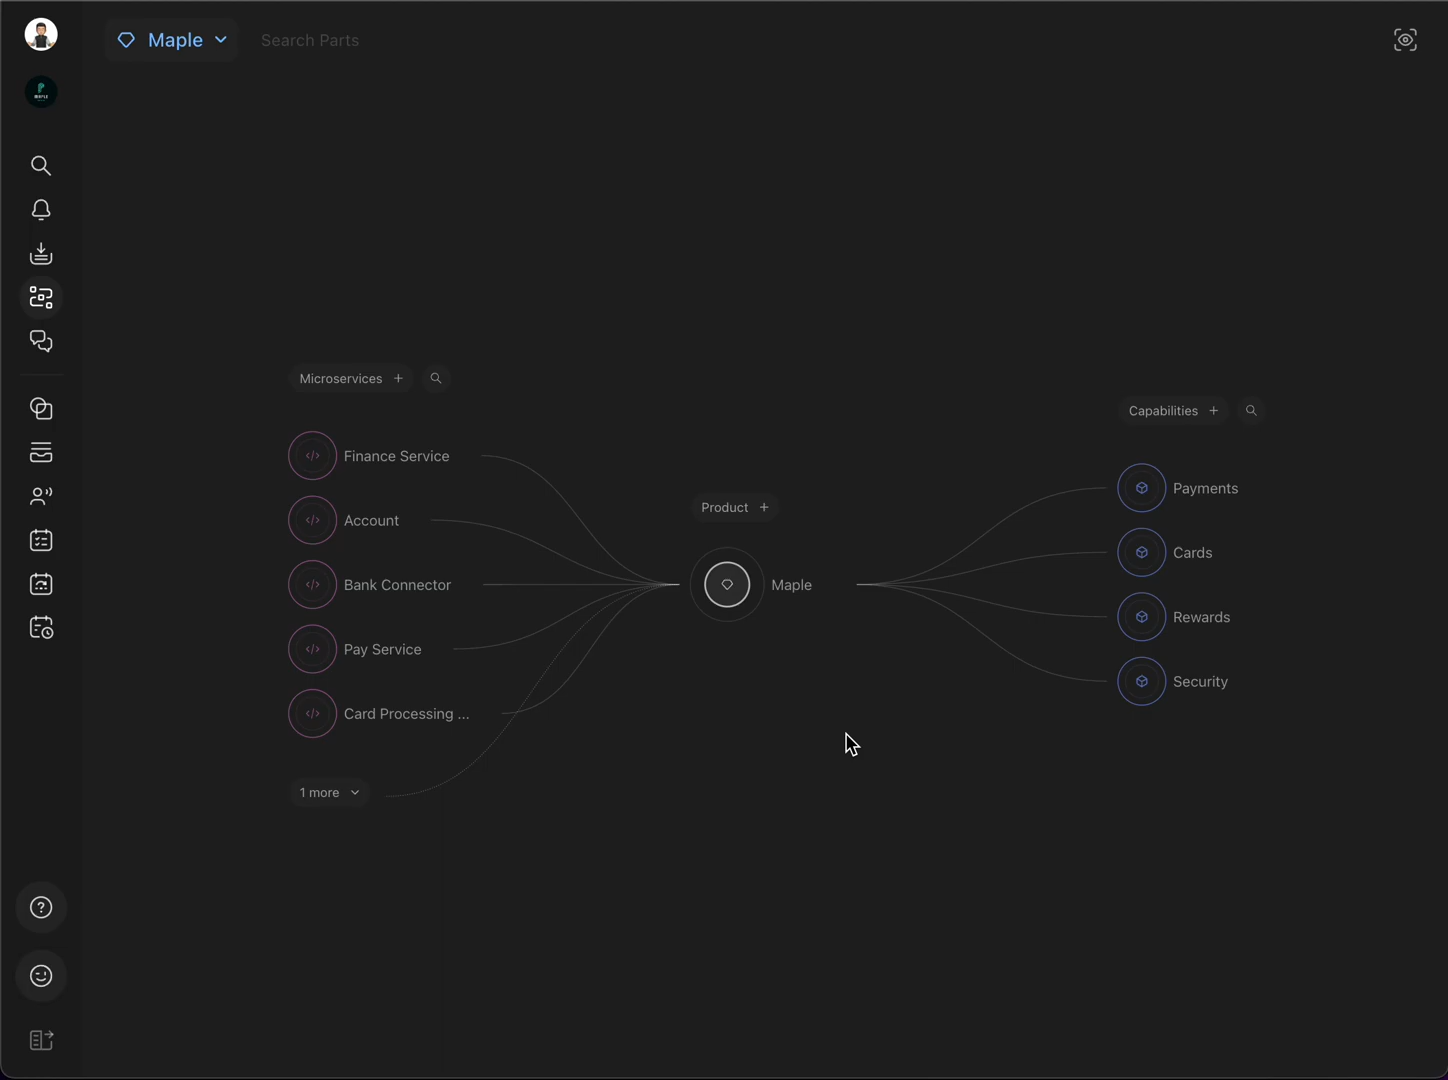 Maple
Search Parts
Microservices +
Capabilities +
Finance Service
Payments
Product +
Account
Cards
Bank Connector
Maple
Rewards
Pay Service
Security
Card Processing ...
1 more